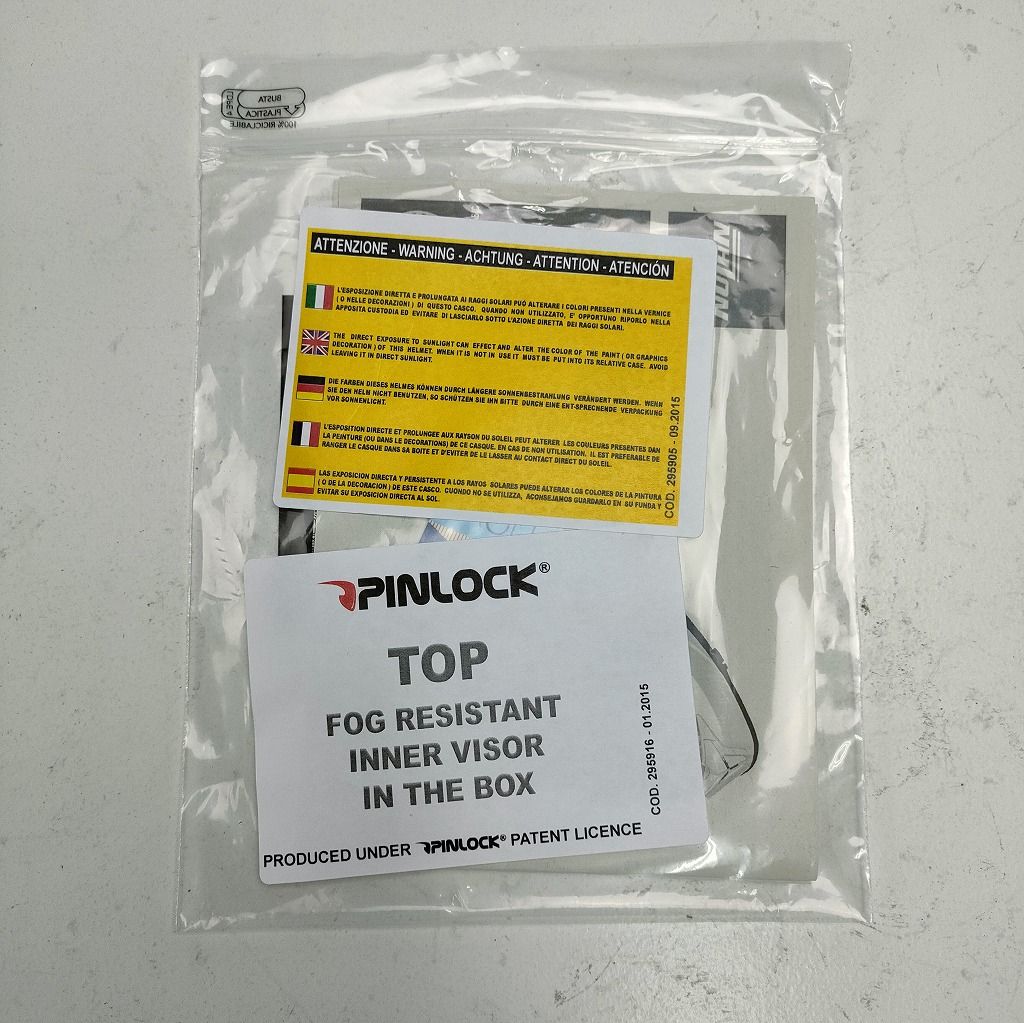 BUSTA
PLASTICA
LDPE 4
100% RICICLABILE
NOLAN
ATTENZIONE - WARNING - ACHTUNG - ATTENTION - ATENCIÓN
L'ESPOSIZIONE DIRETTA E PROLUNGATA AI RAGGI SOLARI PUÓ ALTERARE I COLORI PRESENTI NELLA VERNICE
( O NELLE DECORAZIONI ) DI QUESTO CASCO. QUANDO NON UTILIZZATO, E' OPPORTUNO RIPORLO NELLA
APPOSITA CUSTODIA ED EVITARE DI LASCIARLO SOTTO L'AZIONE DIRETTA DEI RAGGI SOLARI.
THE DIRECT EXPOSURE TO SUNLIGHT CAN EFFECT AND ALTER THE COLOR OF THE PAINT ( OR GRAPHICS
DECORATION ) OF THIS HELMET. WHEN IT IS NOT IN USE IT MUST BE PUT INTO ITS RELATIVE CASE. AVOID
LEAVING IT IN DIRECT SUNLIGHT.
DIE FARBEN DIESES HELMES KÖNNEN DURCH LÄNGERE SONNENBESTRAHLUNG VERÄNDERT WERDEN. WENN
SIE DEN HELM NICHT BENÜTZEN, SO SCHÜTZEN SIE IHN BITTE DURCH EINE ENT-SPRECHENDE VERPACKUNG
VOR SONNENLICHT.
L'ESPOSITION DIRECTE ET PROLONGEE AUX RAYSON DU SOLEIL PEUT ALTERER LES COULEURS PRESENTES DAN
LA PEINTURE (OU DANS LE DECORATIONS) DE CE CASQUE. EN CAS DE NON UTILISATION. IL EST PREFERABLE DE
RANGER LE CASQUE DANS SA BOITE ET D'EVITER DE LE LASSER AU CONTACT DIRECT DU SOLEIL.
LAS EXPOSICION DIRECTA Y PERSISTENTE A LOS RAYOS SOLARES PUEDE ALTERAR LOS COLORES DE LA PINTURA
( O DE LA DECORACION ) DE ESTE CASCO. CUONDO NO SE UTILIZZA, ACONSEJAMOS GUARDARLO EN SU FUNDA Y
EVITAR SU EXPOSICION DIRECTA AL SOL.
COD. 295905 - 09.2015
PINLOCK®
TOP
FOG RESISTANT
INNER VISOR
IN THE BOX
COD. 295916 - 01.2015
PRODUCED UNDER PINLOCK® PATENT LICENCE